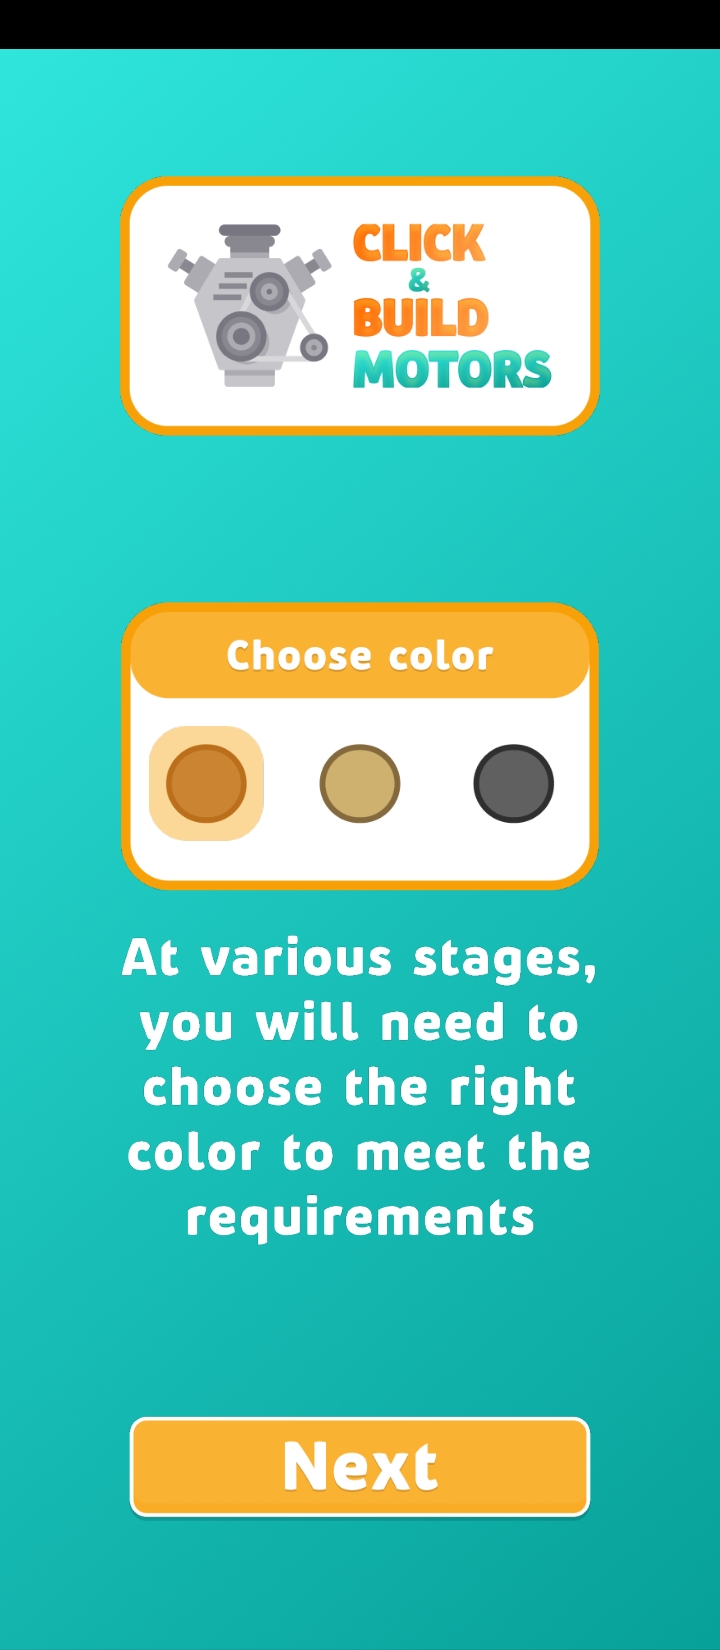 CLICK
&
BUILD
MOTORS
Choose color
At various stages,
you will need to
choose the right
color to meet the
requirements
Next